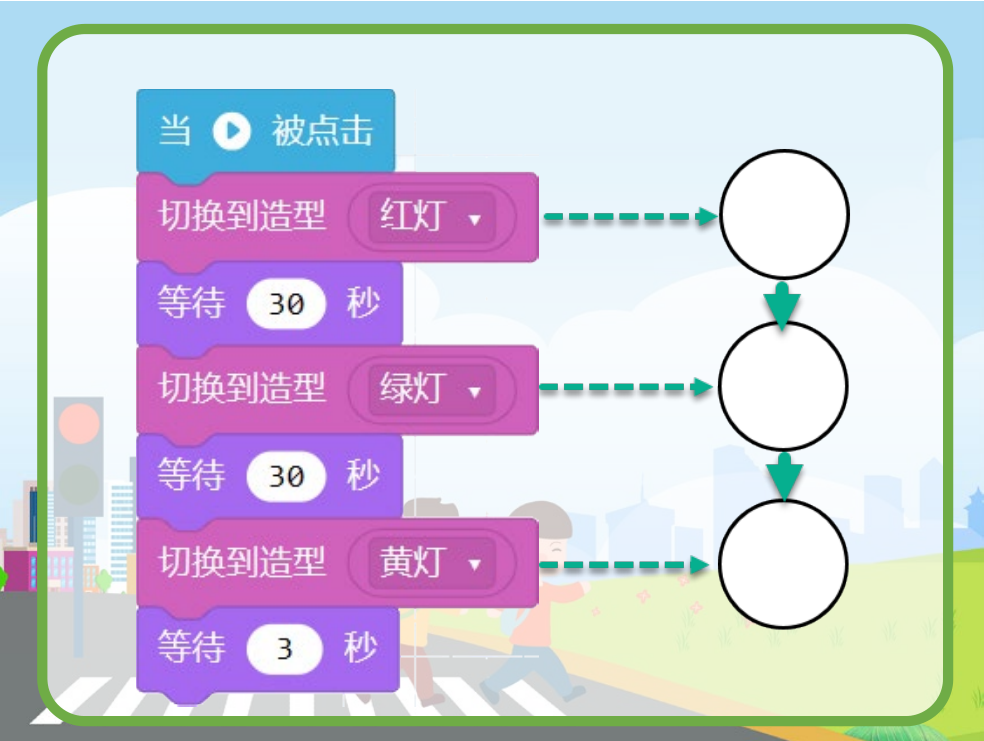 当 被点击
切换到造型 红灯
等待 30 秒
切换到造型 绿灯
等待 30 秒
切换到造型 黄灯
等待 3 秒